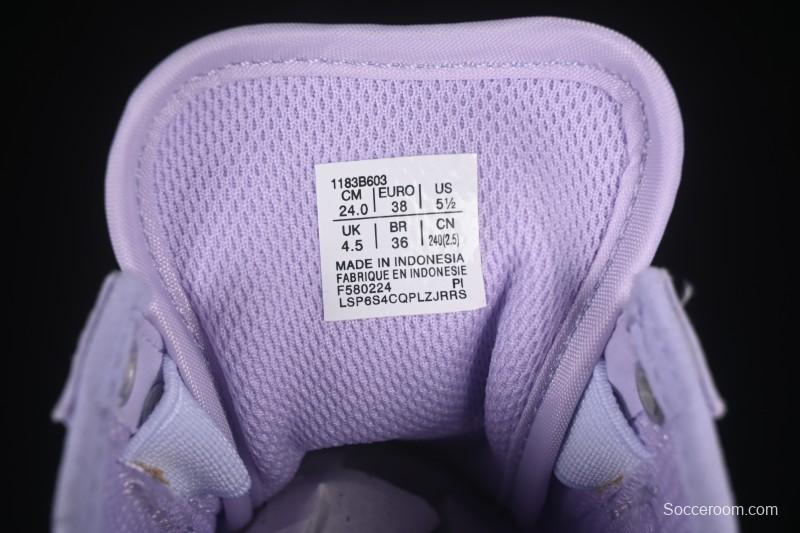 1183B603
CM EURO US
24.0 38 5½
UK BR CN
4.5 36 240(2.5)
MADE IN INDONESIA
FABRIQUE EN INDONESIE
F580224 PI
LSP6S4CQPLZJRRS
Socceroom.com